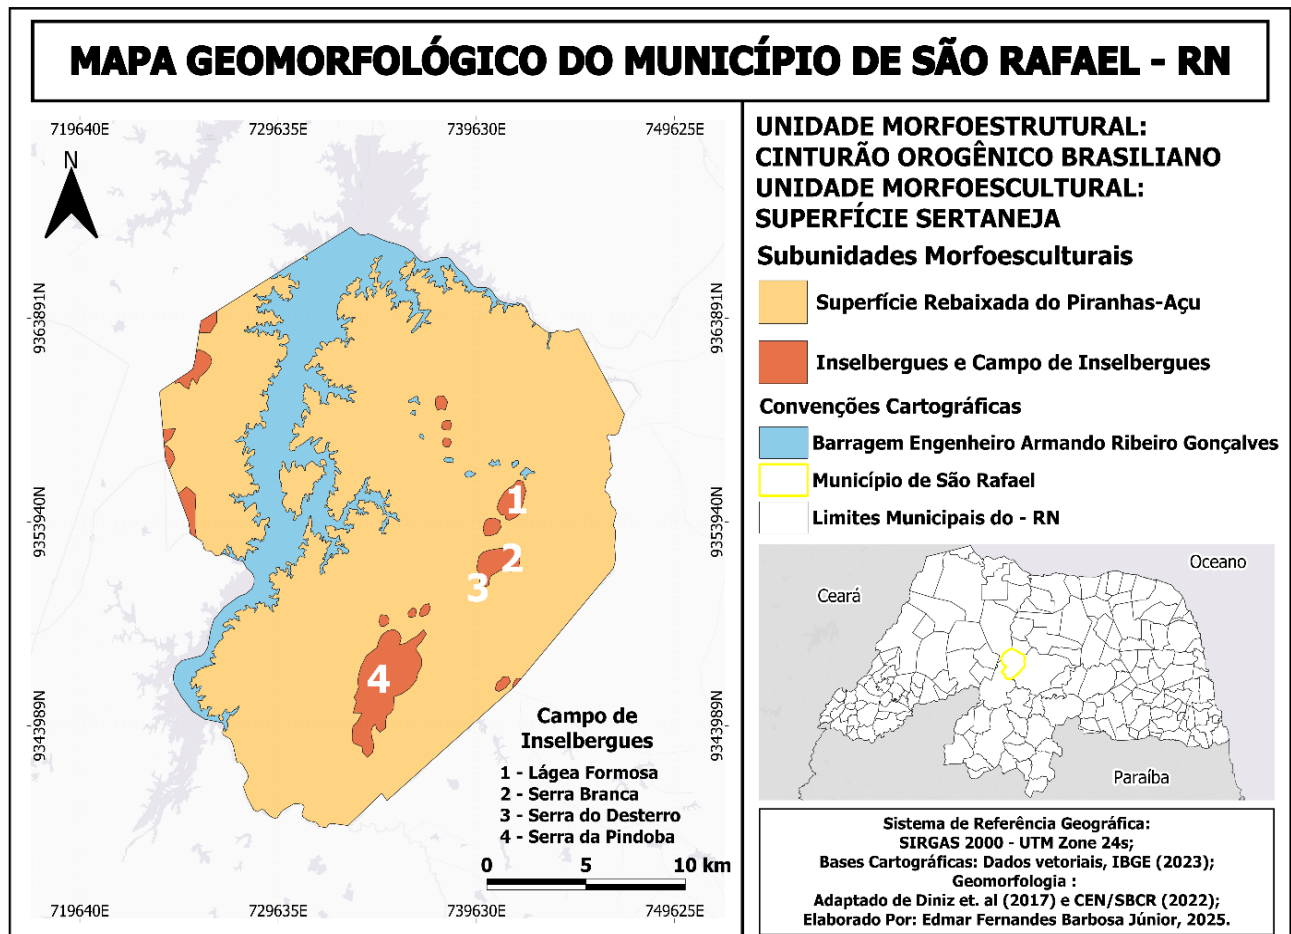 MAPA GEOMORFOLÓGICO DO MUNICÍPIO DE SÃO RAFAEL - RN
719640E
729635E
739630E
749625E
N
9363891N
9363891N
9353940N
9353940N
9343989N
9343989N
1
2
3
4
Campo de
Inselbergues
1 - Lágea Formosa
2 - Serra Branca
3 - Serra do Desterro
4 - Serra da Pindoba
0 5 10 km
719640E
729635E
739630E
749625E
UNIDADE MORFOESTRUTURAL:
CINTURÃO OROGÊNICO BRASILIANO
UNIDADE MORFOESCULTURAL:
SUPERFÍCIE SERTANEJA
Subunidades Morfoesculturais
Superfície Rebaixada do Piranhas-Açu
Inselbergues e Campo de Inselbergues
Convenções Cartográficas
Barragem Engenheiro Armando Ribeiro Gonçalves
Município de São Rafael
Limites Municipais do - RN
Oceano
Ceará
Paraíba
Sistema de Referência Geográfica:
SIRGAS 2000 - UTM Zone 24s;
Bases Cartográficas: Dados vetoriais, IBGE (2023);
Geomorfologia :
Adaptado de Diniz et. al (2017) e CEN/SBCR (2022);
Elaborado Por: Edmar Fernandes Barbosa Júnior, 2025.